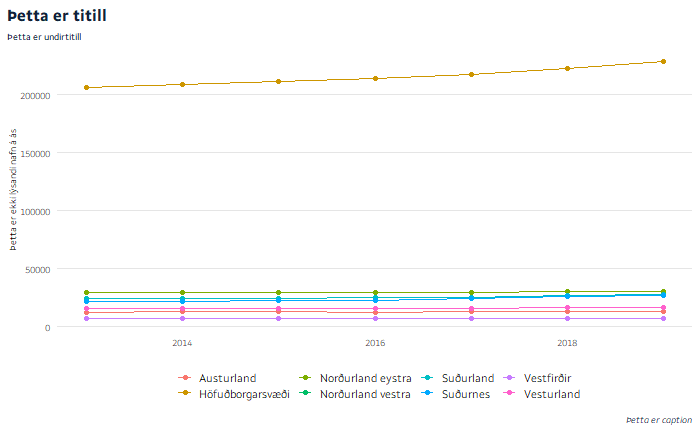 Þetta er titill
Þetta er undirtitill
Þetta er ekki lýsandi nafn á ás
200000
150000
100000
50000
0
2014 2016 2018
Austurland Norðurland eystra Suðurland Vestfirðir
Höfuðborgarsvæði Norðurland vestra Suðurnes Vesturland
Þetta er caption